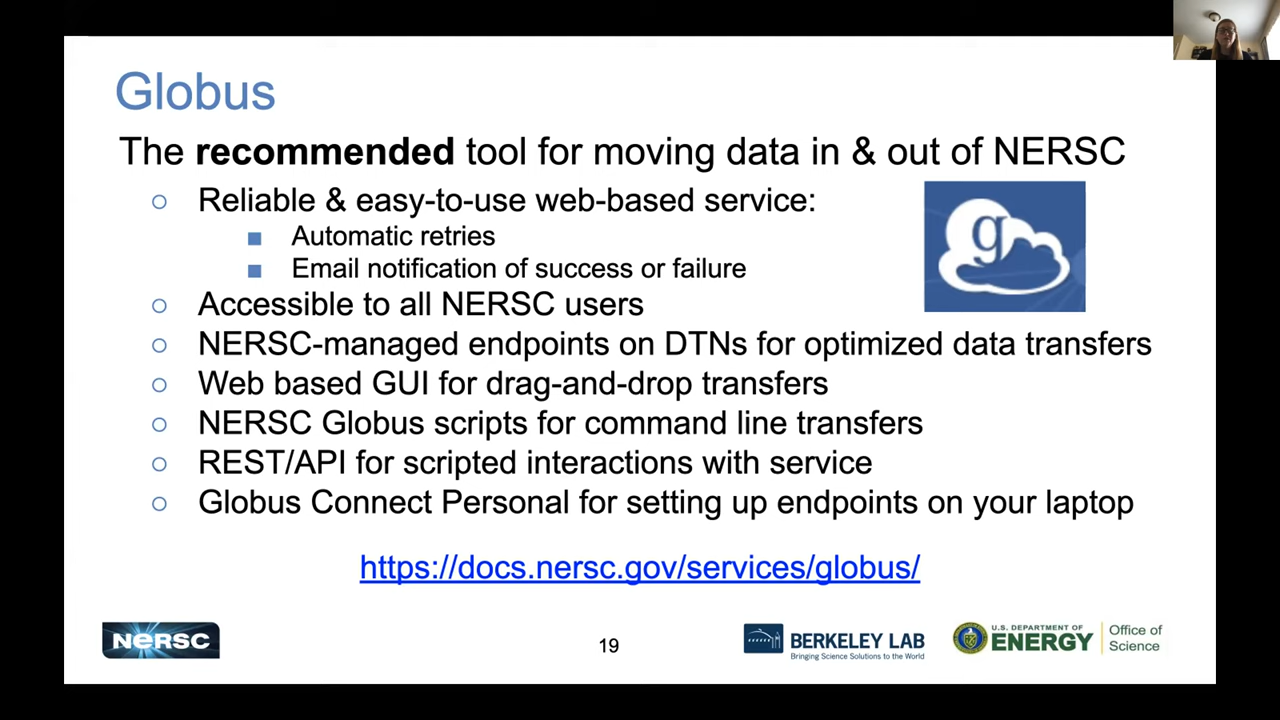 Globus
The recommended tool for moving data in & out of NERSC
Reliable & easy-to-use web-based service:
Automatic retries
Email notification of success or failure
Accessible to all NERSC users
NERSC-managed endpoints on DTNs for optimized data transfers
Web based GUI for drag-and-drop transfers
NERSC Globus scripts for command line transfers
REST/API for scripted interactions with service
Globus Connect Personal for setting up endpoints on your laptop
https://docs.nersc.gov/services/globus/
g
NERSC
19
BERKELEY LAB
Bringing Science Solutions to the World
U.S. DEPARTMENT OF
ENERGY
Office of
Science